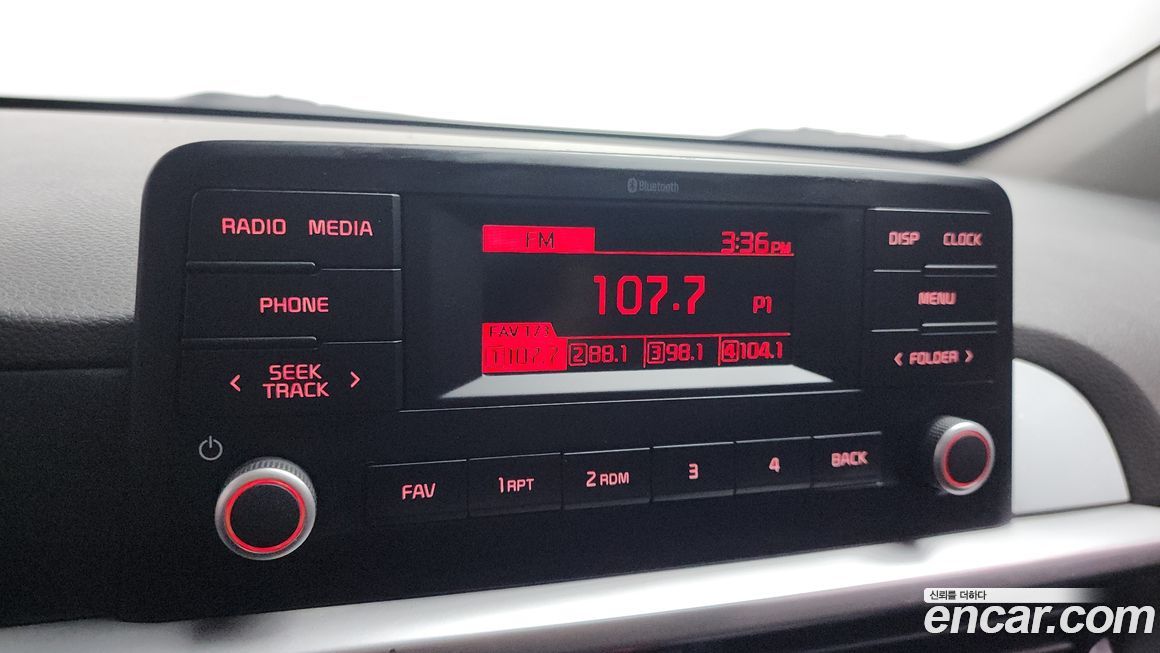 Bluetooth
RADIO MEDIA
FM 3:36 PM
DISP CLOCK
PHONE
107.7 P1
MENU
FAV 1/3
1 107.7 2 88.1 3 98.1 4 104.1
< SEEK TRACK >
< FOLDER >
FAV 1 RPT 2 RDM 3 4 BACK
신뢰를 더하다
encar.com